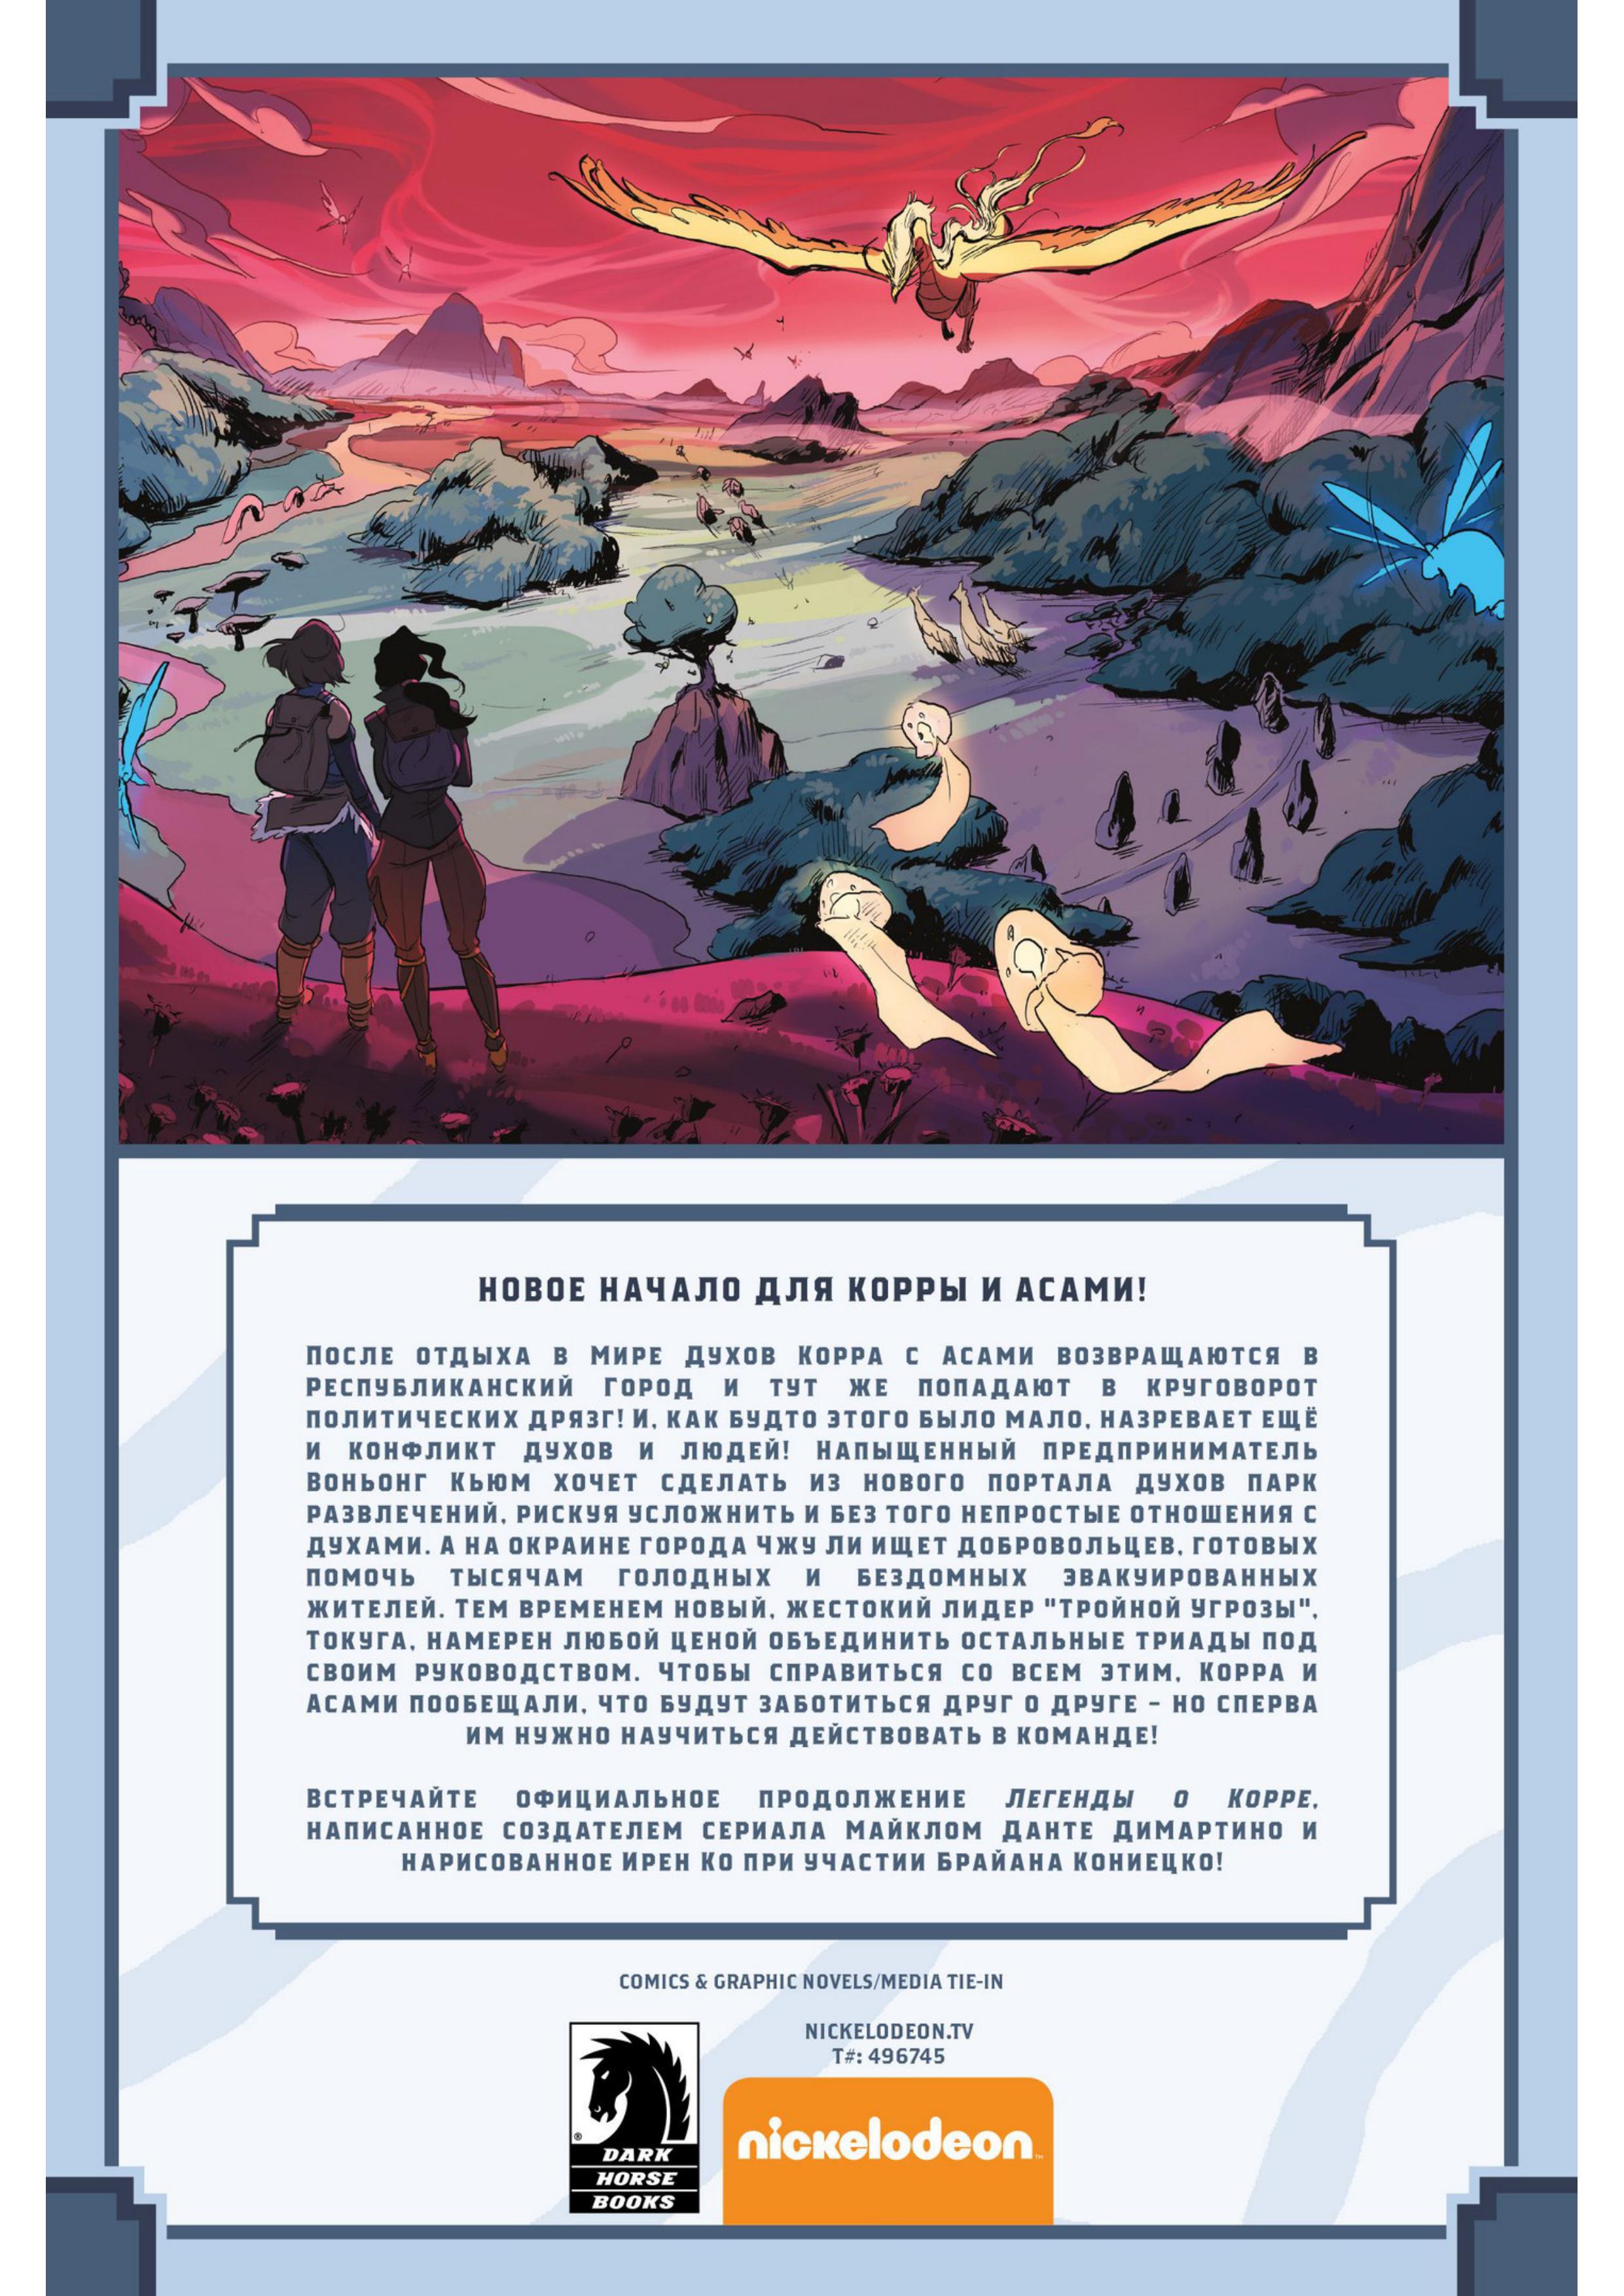 НОВОЕ НАЧАЛО ДЛЯ КОРРЫ И АСАМИ!
После отдыха в Мире Духов Корра с Асами возвращаются в
Республиканский Город и тут же попадают в круговорот
политических дрязг! И, как будто этого было мало, назревает ещё
и конфликт духов и людей! Напыщенный предприниматель
Воньонг Кьюм хочет сделать из нового портала духов парк
развлечений, рискуя усложнить и без того непростые отношения с
духами. А на окраине города Чжу Ли ищет добровольцев, готовых
помочь тысячам голодных и бездомных эвакуированных
жителей. Тем временем новый, жестокий лидер "Тройной Угрозы",
Токуга, намерен любой ценой объединить остальные триады под
своим руководством. Чтобы справиться со всем этим, Корра и
Асами пообещали, что будут заботиться друг о друге – но сперва
им нужно научиться действовать в команде!
Встречайте официальное продолжение Легенды о Корре,
написанное создателем сериала Майклом Данте ДиМартино и
нарисованное Ирен Ко при участии Брайана Кониецко!
COMICS & GRAPHIC NOVELS/MEDIA TIE-IN
NICKELODEON.TV
T#: 496745
DARK
HORSE
BOOKS
®
nickelodeon™